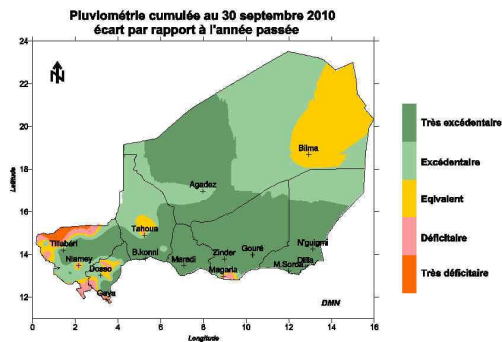 Pluviométrie cumulée au 30 septembre 2010
écart par rapport à l'année passée
N
24
22
20
18
16
14
12
Latitude
Bilma
Agadez
Tahoua
Tillabéri
Niamey
Dosso
Gaya
B.konni
Maradi
Zinder
Magaria
Gouré
N'guigmi
Diffa
M.Soroa
DMN
0 2 4 6 8 10 12 14 16
Longitude
Très excédentaire
Excédentaire
Eqivalent
Déficitaire
Très déficitaire